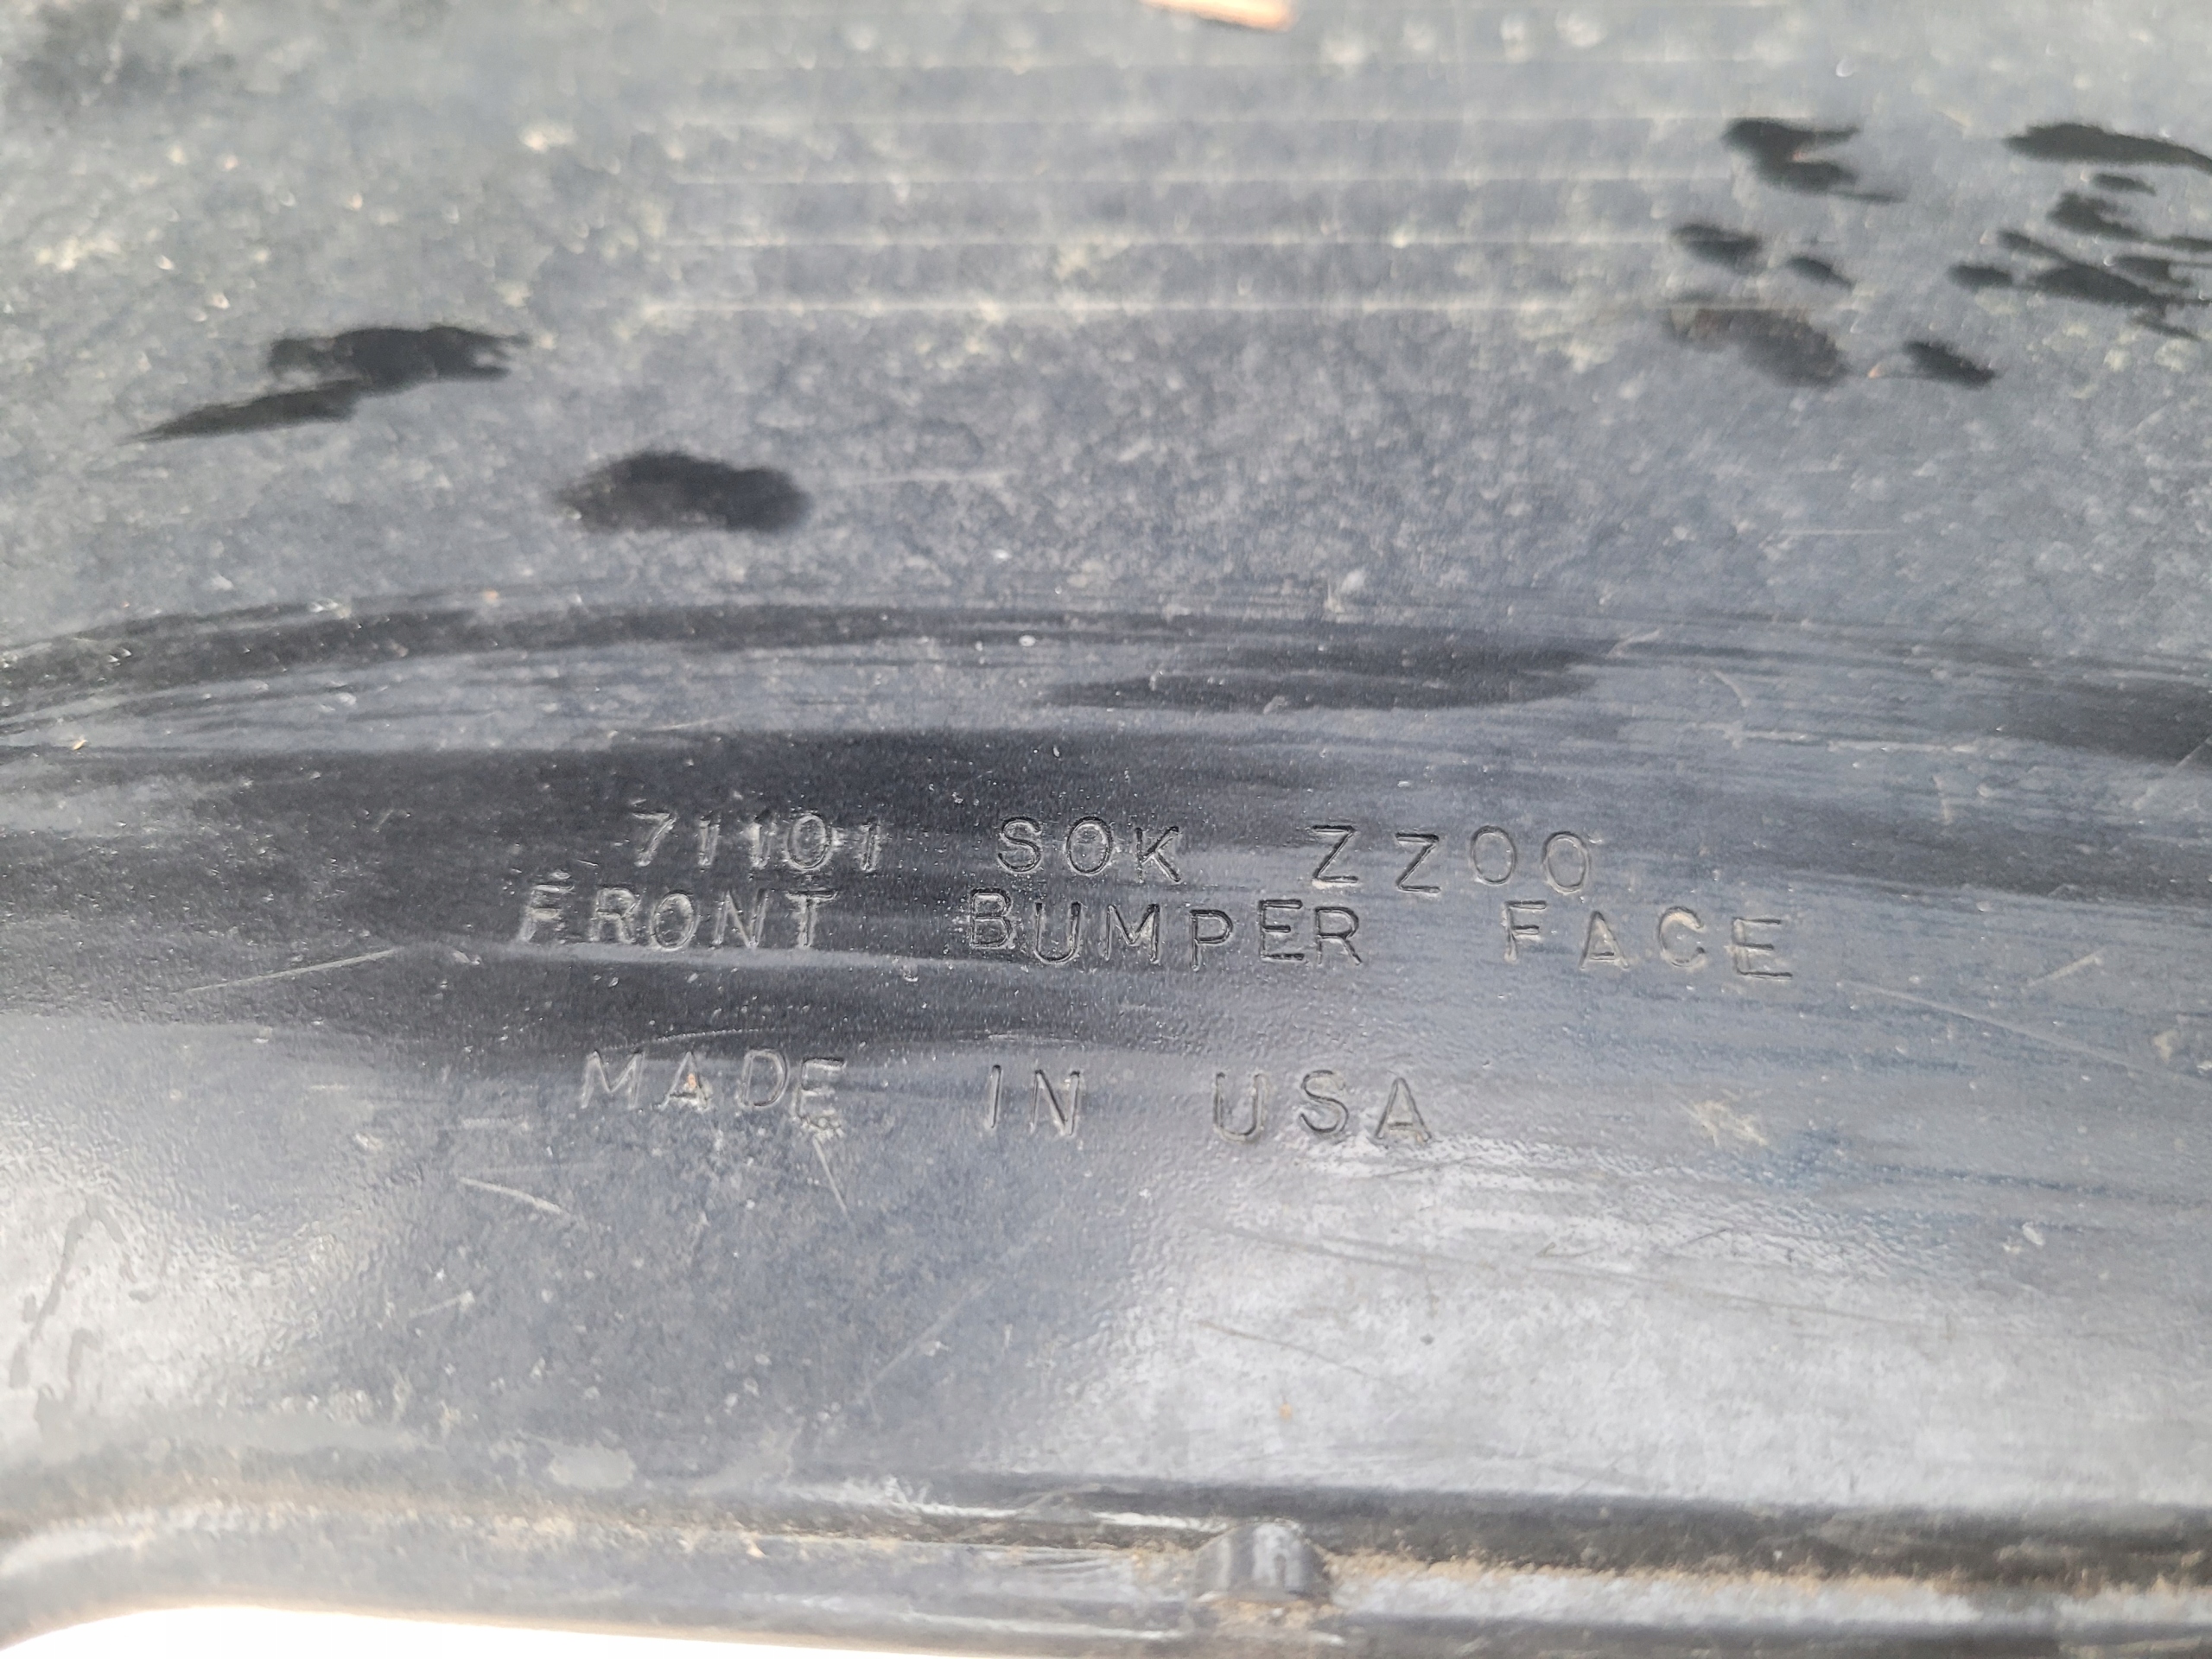 71101 S0K ZZ00
FRONT BUMPER FACE
MADE IN USA